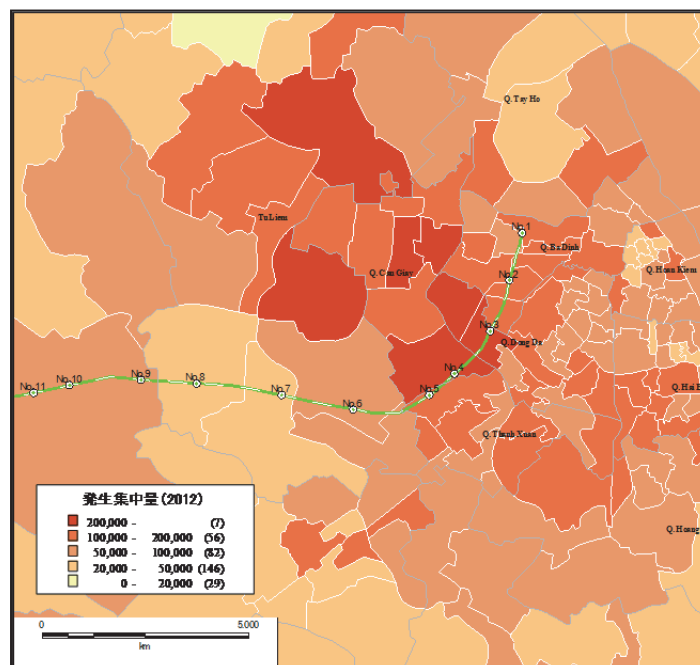 Q. Tay Ho
Tu Liem
No.1
Q. Ba Dinh
Q. Hoan Kiem
Q. Cau Giay
No.2
No.3
Q. Dong Da
No.4
No.5
No.6
No.7
No.8
No.9
No.10
No.11
Q. Hai B
Q. Thanh Xuan
Q. Hoang
発生集中量 (2012)
200,000 - (7)
100,000 - 200,000 (56)
50,000 - 100,000 (82)
20,000 - 50,000 (146)
0 - 20,000 (29)
0 5.000
km